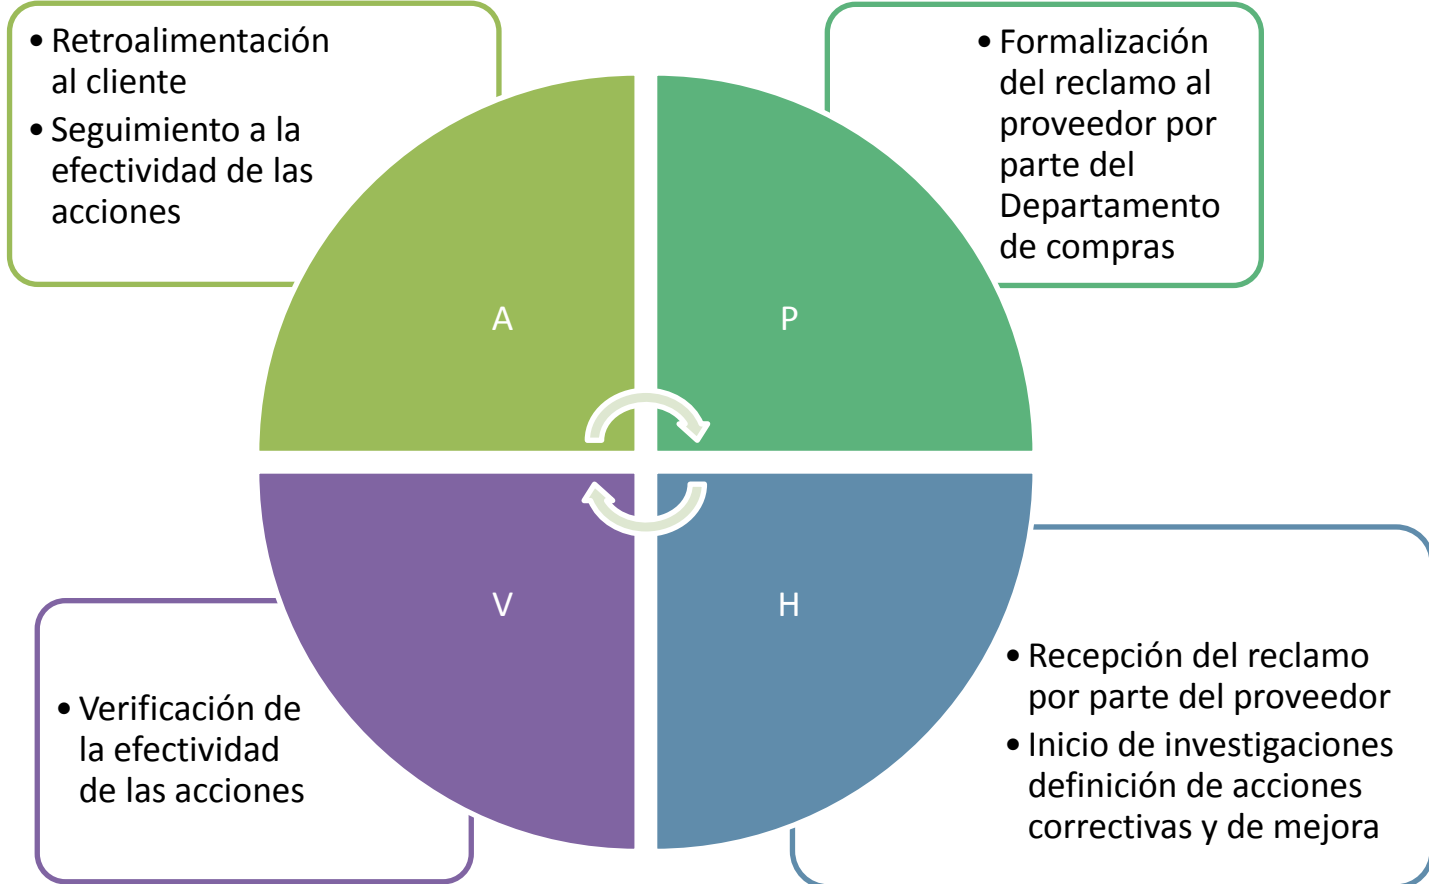 • Retroalimentación
al cliente
• Seguimiento a la
efectividad de las
acciones
• Formalización
del reclamo al
proveedor por
parte del
Departamento
de compras
A
P
V
H
• Verificación de
la efectividad
de las acciones
• Recepción del reclamo
por parte del proveedor
• Inicio de investigaciones
definición de acciones
correctivas y de mejora